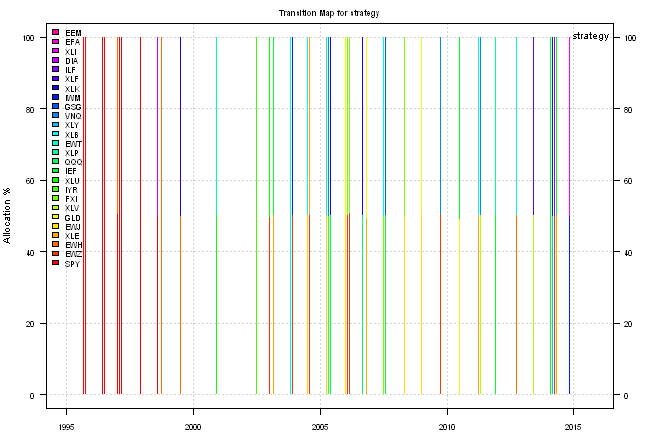 Transition Map for strategy
strategy
Allocation %
100
80
60
40
20
0
EEM
EFA
XLI
DIA
ILF
XLF
XLK
IWM
GSG
VNQ
XLY
XLB
EWT
XLP
QQQ
IEF
XLU
IYR
FXI
XLV
GLD
EWJ
XLE
EWH
EWZ
SPY
100
80
60
40
20
0
1995
2000
2005
2010
2015